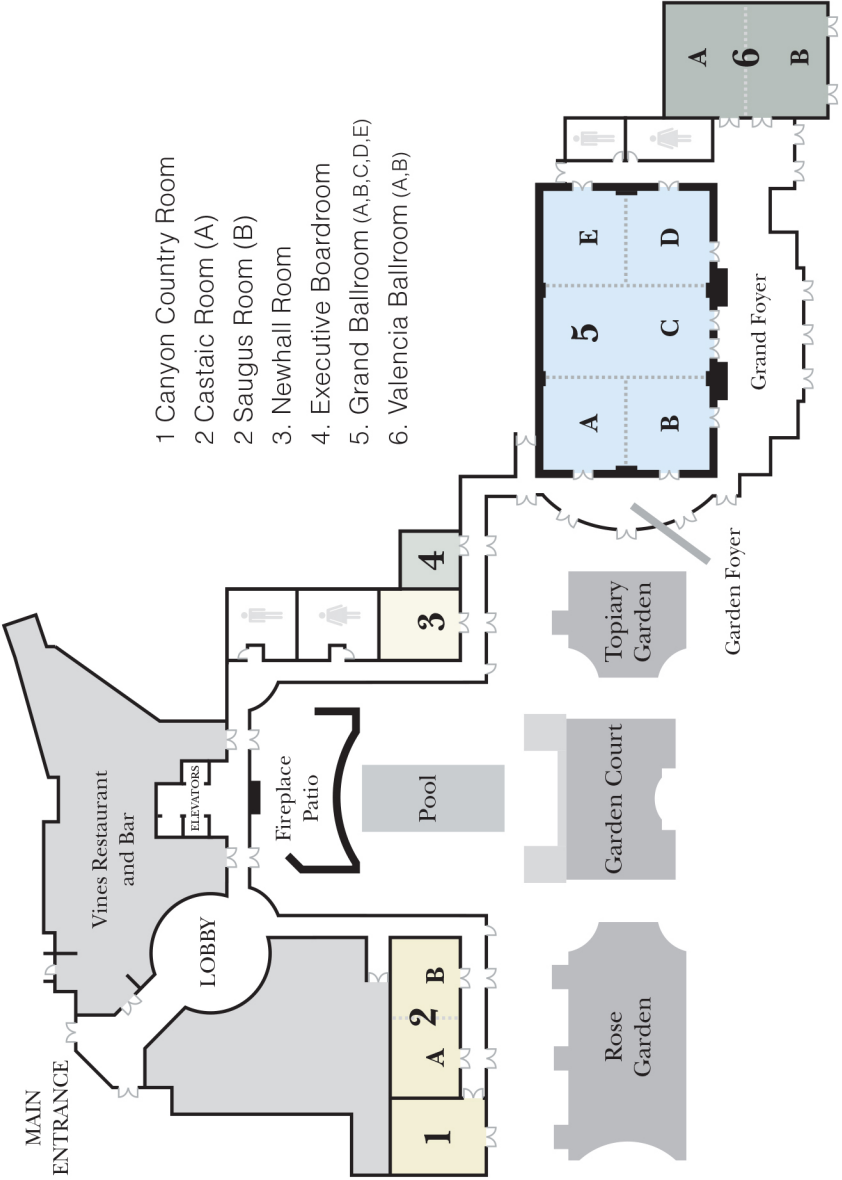 1 Canyon Country Room
2 Castaic Room (A)
2 Saugus Room (B)
3. Newhall Room
4. Executive Boardroom
5. Grand Ballroom (A,B,C,D,E)
6. Valencia Ballroom (A,B)
MAIN
ENTRANCE
LOBBY
Vines Restaurant
and Bar
ELEVATORS
Fireplace
Patio
Pool
1
2
A
B
3
4
Rose
Garden
Garden Court
Topiary
Garden
Garden Foyer
5
A
B
C
D
E
Grand Foyer
6
A
B